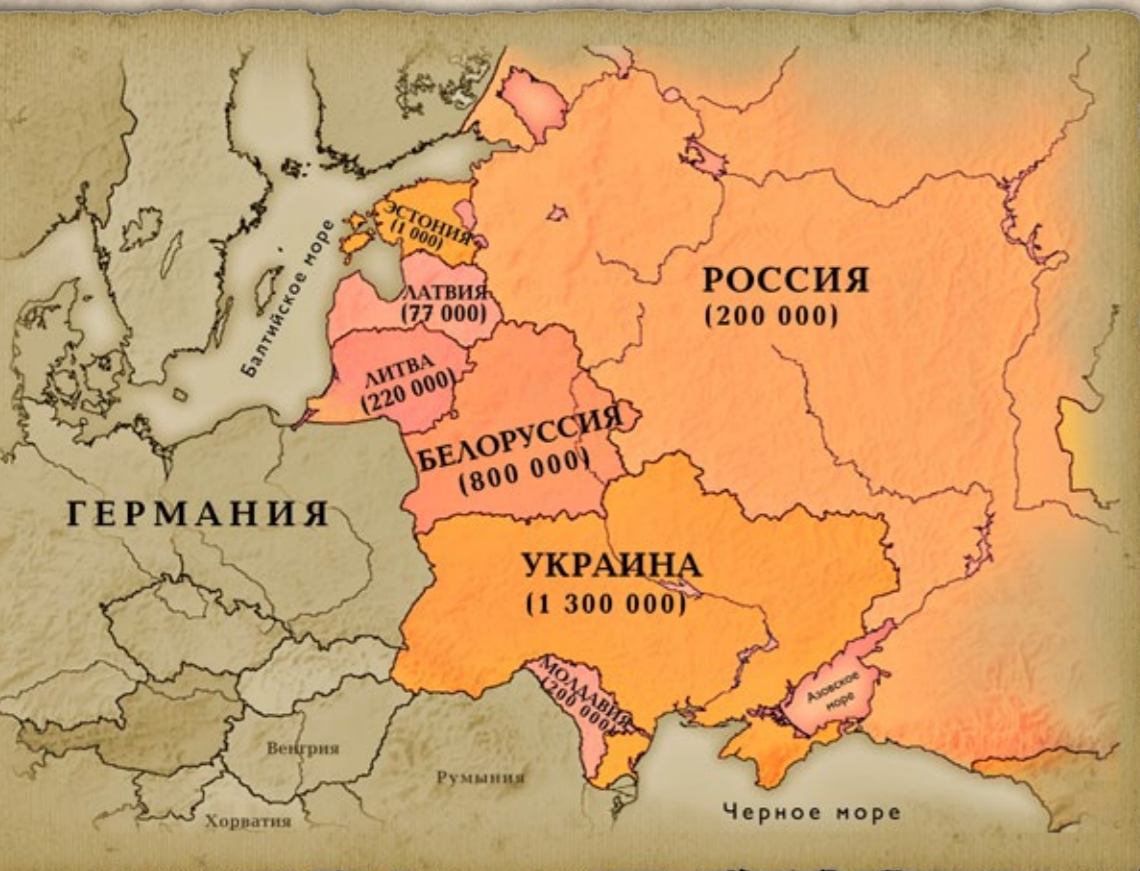 ЭСТОНИЯ
(1 000)
Балтийское море
ЛАТВИЯ
(77 000)
РОССИЯ
(200 000)
ЛИТВА
(220 000)
БЕЛОРУССИЯ
(800 000)
ГЕРМАНИЯ
УКРАИНА
(1 300 000)
МОЛДАВИЯ
(200 000)
Азовское
море
Венгрия
Румыния
Черное море
Хорватия